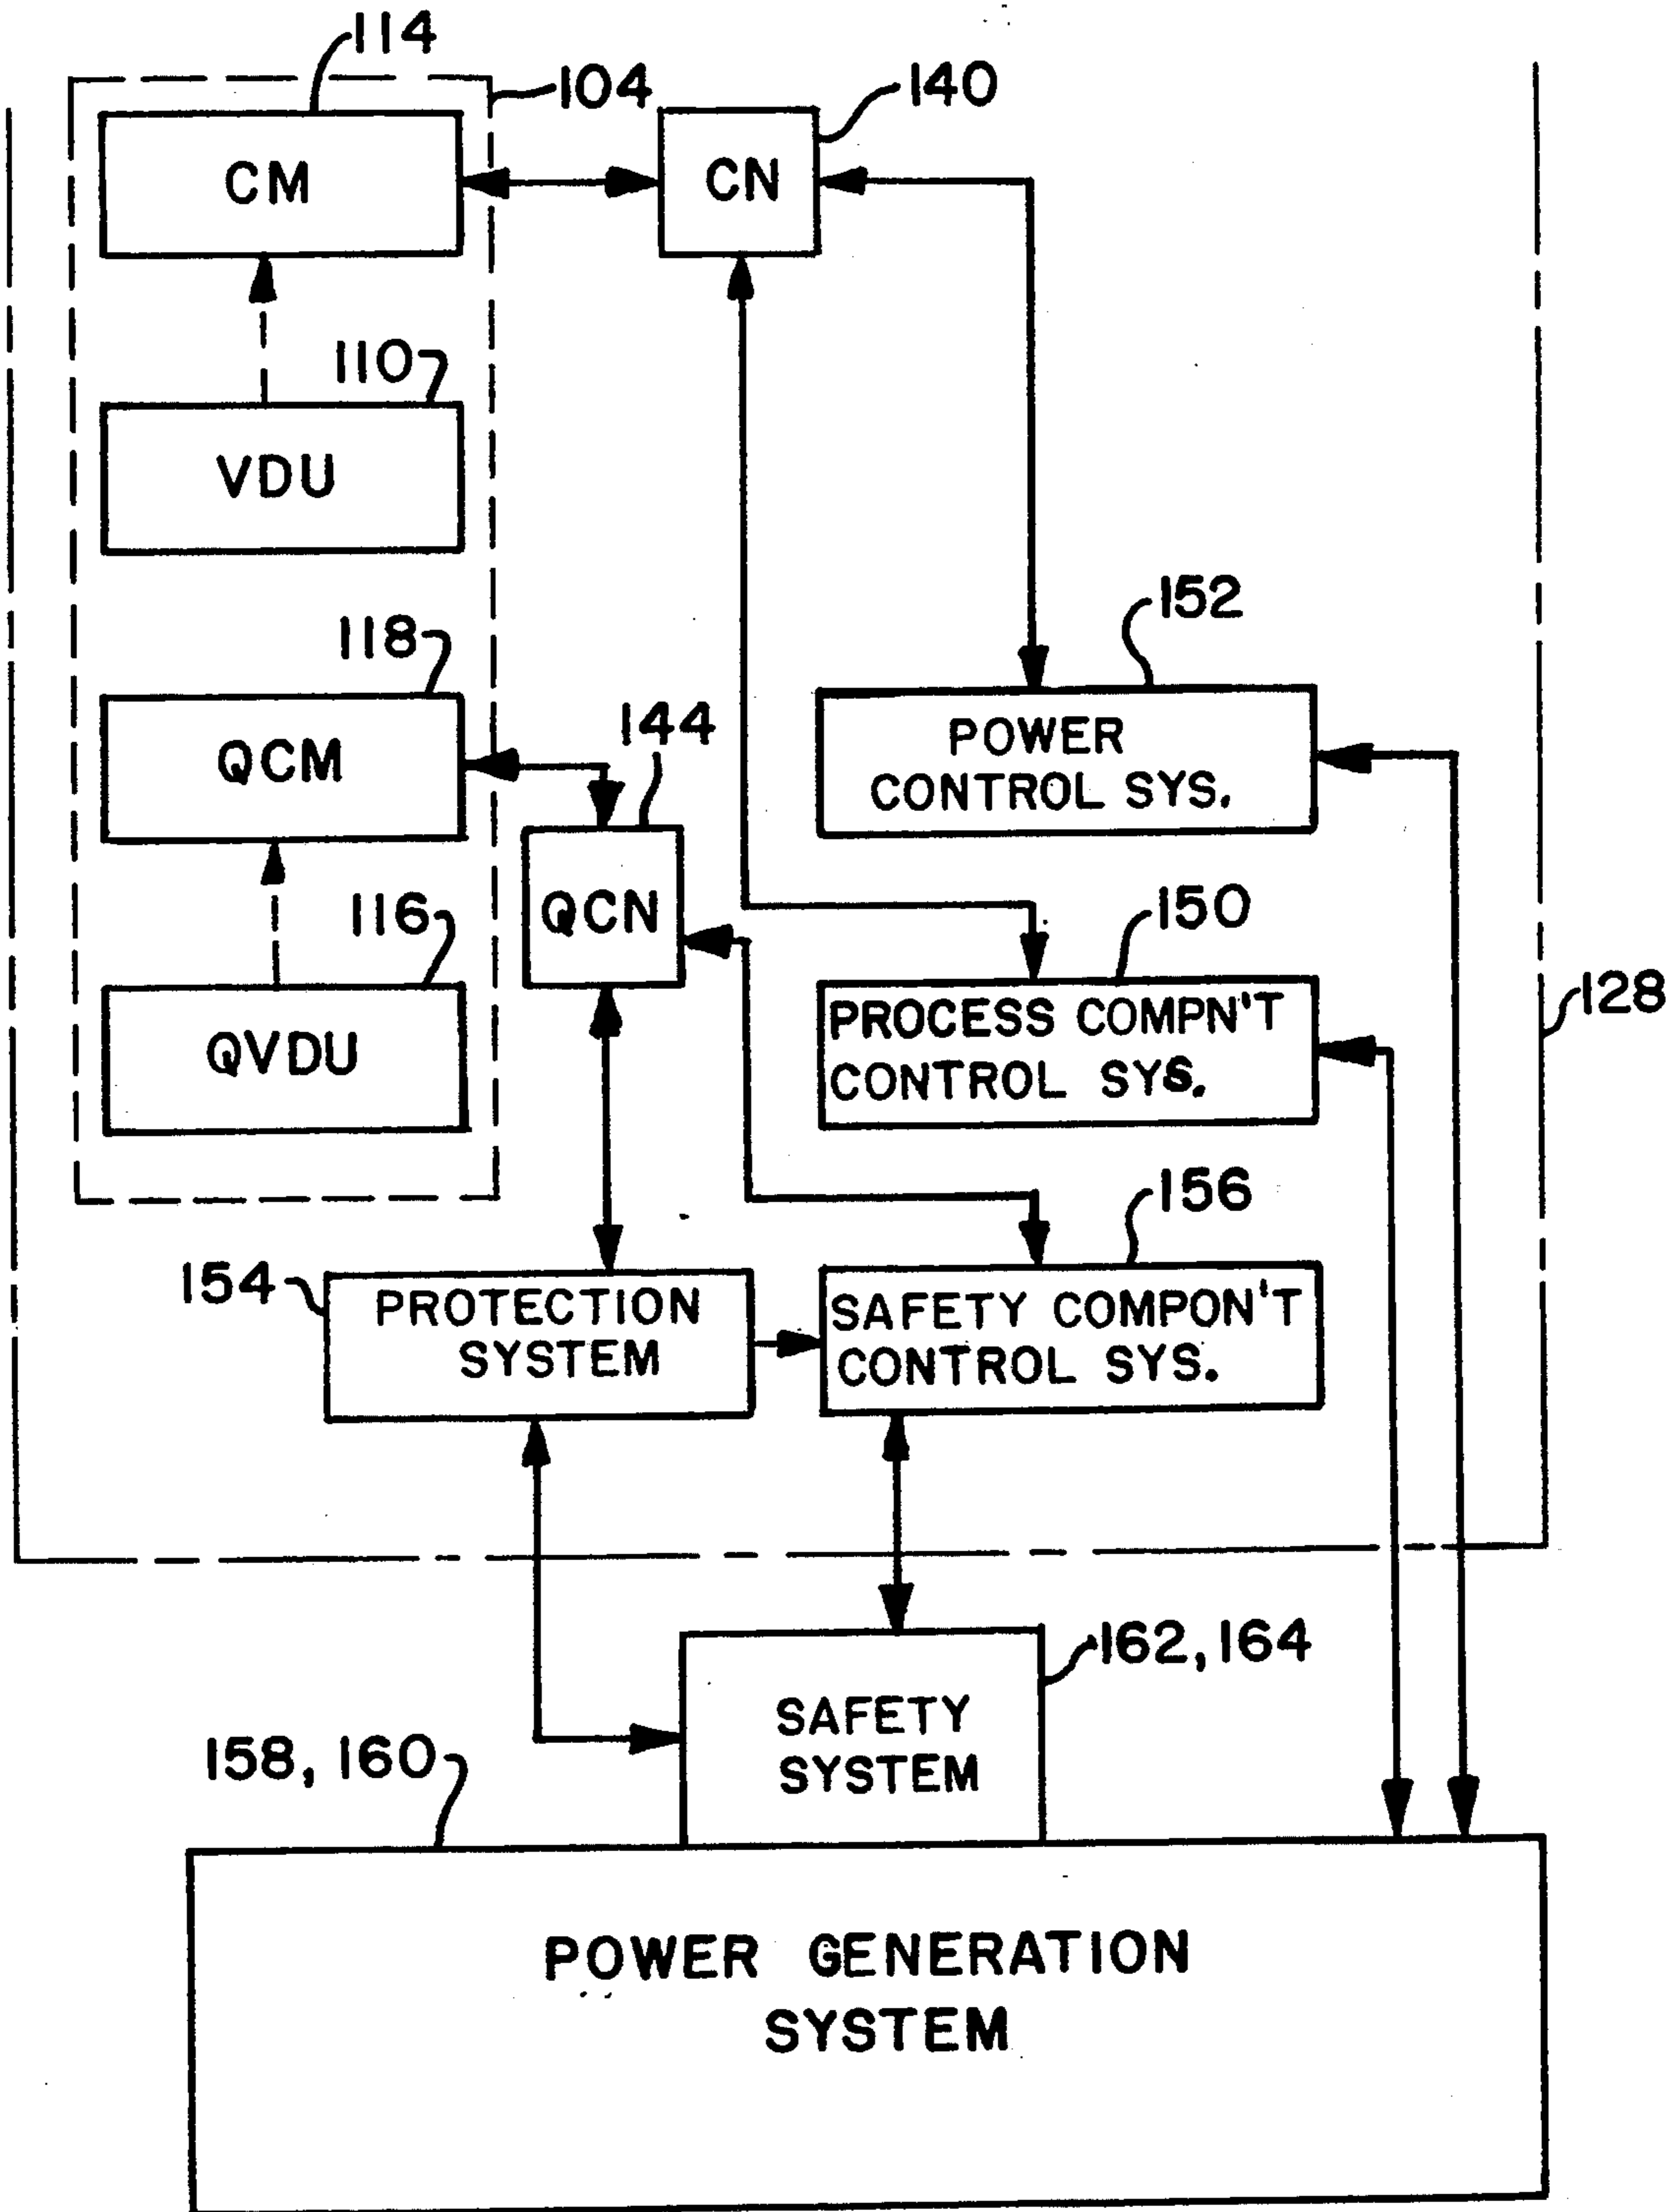 114
104
140
CM
CN
110
VDU
152
118
144
POWER
CONTROL SYS.
QCM
116
QCN
150
128
PROCESS COMPN'T
CONTROL SYS.
QVDU
156
154
PROTECTION
SYSTEM
SAFETY COMPON'T
CONTROL SYS.
162, 164
SAFETY
SYSTEM
158, 160
POWER GENERATION
SYSTEM